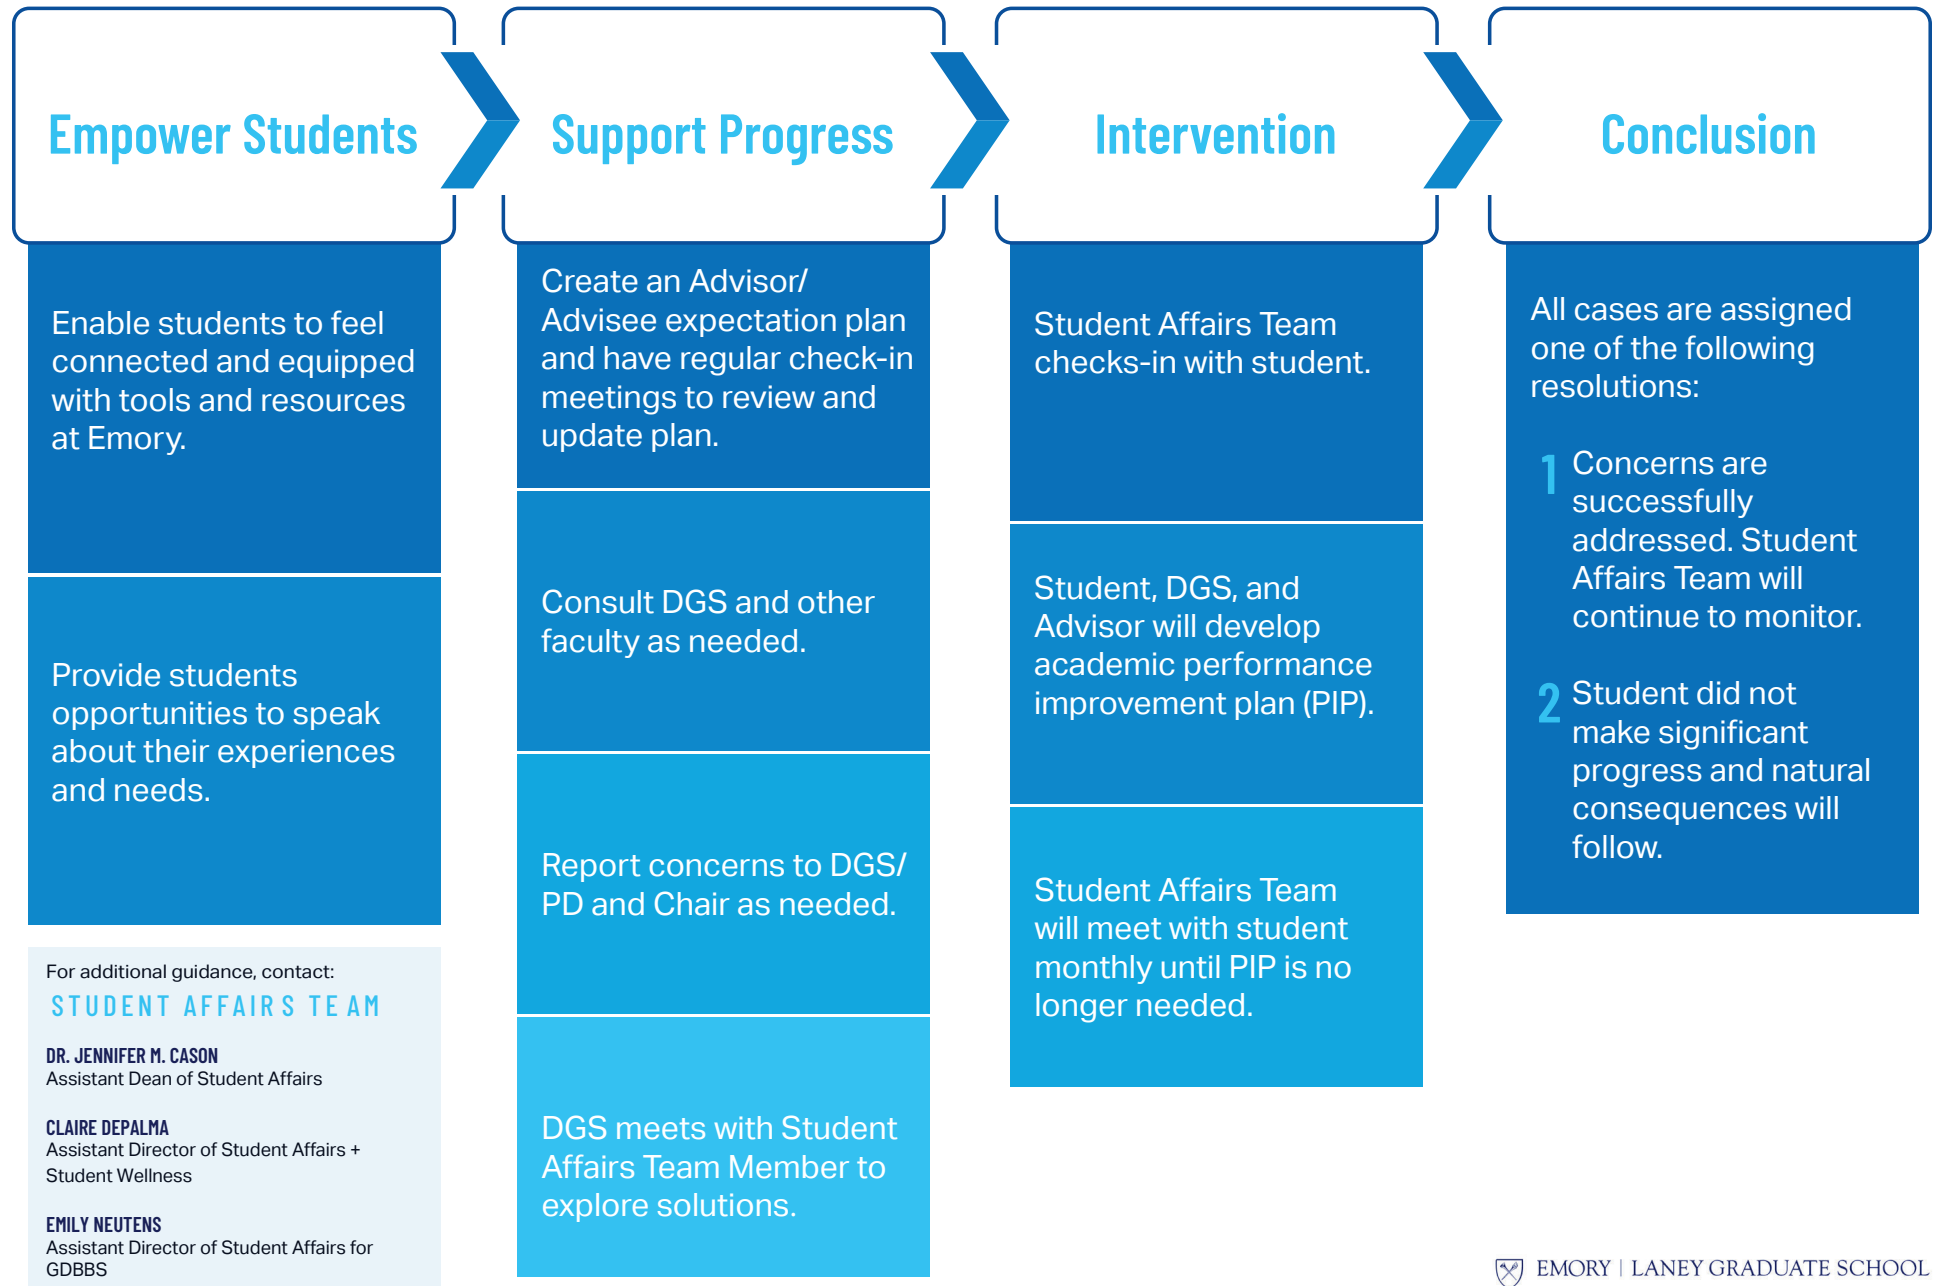 Empower Students
Enable students to feel
connected and equipped
with tools and resources
at Emory.
Provide students
opportunities to speak
about their experiences
and needs.
For additional guidance, contact:
STUDENT AFFAIRS TEAM
DR. JENNIFER M. CASON
Assistant Dean of Student Affairs
CLAIRE DEPALMA
Assistant Director of Student Affairs +
Student Wellness
EMILY NEUTENS
Assistant Director of Student Affairs for
GDBBS
Support Progress
Create an Advisor/
Advisee expectation plan
and have regular check-in
meetings to review and
update plan.
Consult DGS and other
faculty as needed.
Report concerns to DGS/
PD and Chair as needed.
DGS meets with Student
Affairs Team Member to
explore solutions.
Intervention
Student Affairs Team
checks-in with student.
Student, DGS, and
Advisor will develop
academic performance
improvement plan (PIP).
Student Affairs Team
will meet with student
monthly until PIP is no
longer needed.
Conclusion
All cases are assigned
one of the following
resolutions:
1 Concerns are
successfully
addressed. Student
Affairs Team will
continue to monitor.
2 Student did not
make significant
progress and natural
consequences will
follow.
EMORY | LANEY GRADUATE SCHOOL